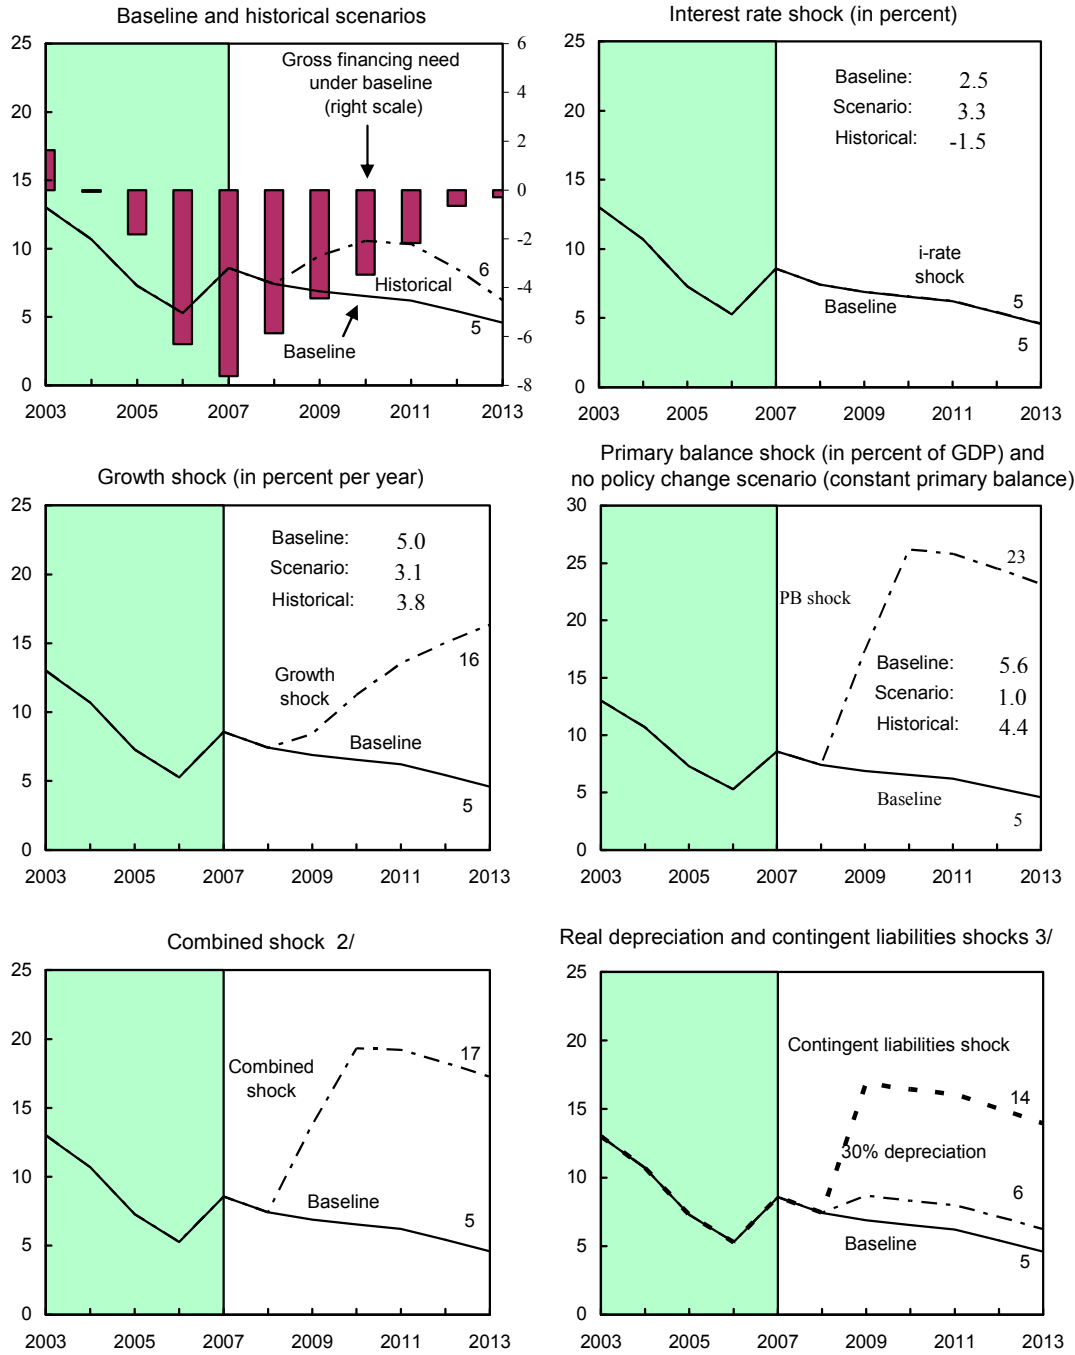 Baseline and historical scenarios
25
20
15
10
5
0
6
4
2
0
-2
-4
-6
-8
Gross financing need
under baseline
(right scale)
Historical
6
5
Baseline
2003 2005 2007 2009 2011 2013
Interest rate shock (in percent)
25
20
15
10
5
0
Baseline: 2.5
Scenario: 3.3
Historical: -1.5
i-rate
shock
Baseline
5
5
2003 2005 2007 2009 2011 2013
Growth shock (in percent per year)
25
20
15
10
5
0
Baseline: 5.0
Scenario: 3.1
Historical: 3.8
Growth
shock
16
Baseline
5
2003 2005 2007 2009 2011 2013
Primary balance shock (in percent of GDP) and
no policy change scenario (constant primary balance)
30
25
20
15
10
5
0
23
PB shock
Baseline: 5.6
Scenario: 1.0
Historical: 4.4
Baseline
5
2003 2005 2007 2009 2011 2013
Combined shock 2/
25
20
15
10
5
0
Combined
shock
17
Baseline
5
2003 2005 2007 2009 2011 2013
Real depreciation and contingent liabilities shocks 3/
25
20
15
10
5
0
Contingent liabilities shock
14
30% depreciation
6
Baseline
5
2003 2005 2007 2009 2011 2013